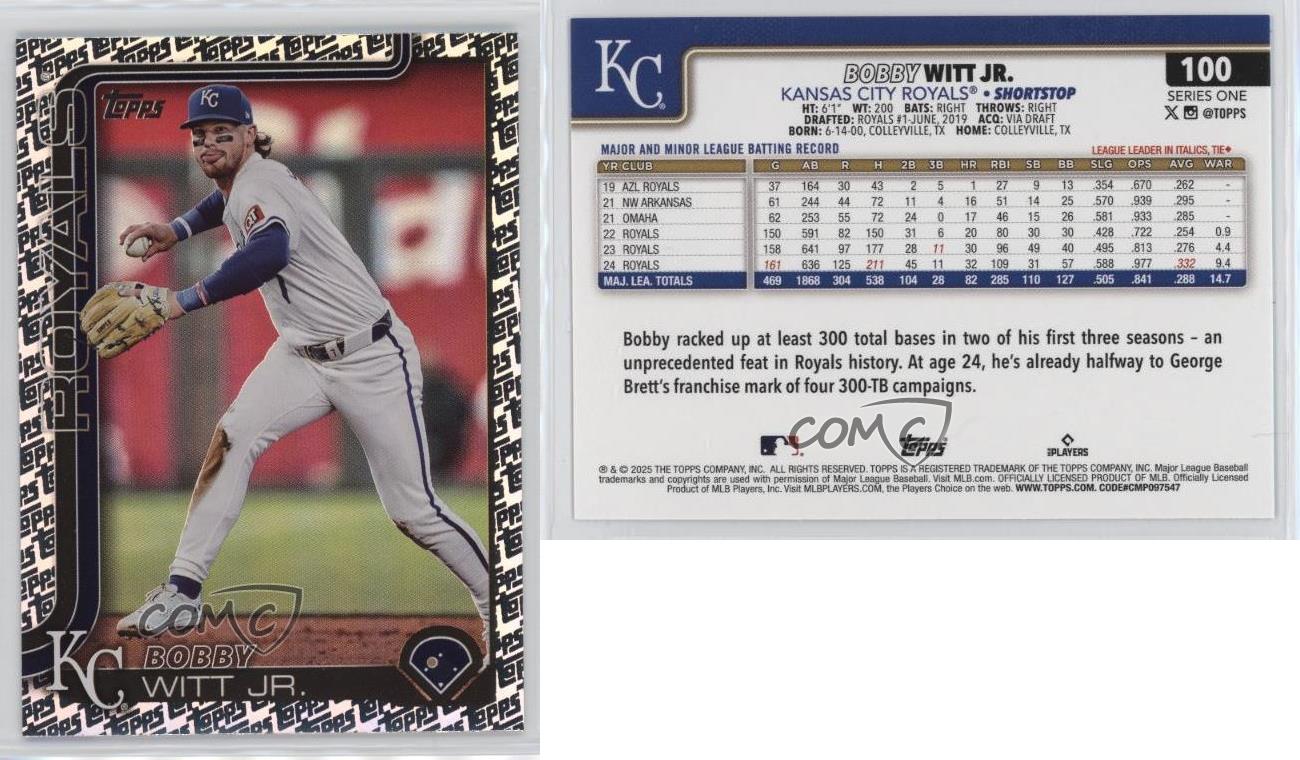 Topps
ROYALS
KC
CT
COMC
KC
BOBBY
WITT JR.
KC
BOBBY WITT JR.
KANSAS CITY ROYALS® • SHORTSTOP
HT: 6'1" WT: 200 BATS: RIGHT THROWS: RIGHT
DRAFTED: ROYALS #1-JUNE, 2019 ACQ: VIA DRAFT
BORN: 6-14-00, COLLEYVILLE, TX HOME: COLLEYVILLE, TX
100
SERIES ONE
@TOPPS
MAJOR AND MINOR LEAGUE BATTING RECORD LEAGUE LEADER IN ITALICS, TIE♦
YR CLUB G AB R H 2B 3B HR RBI SB BB SLG OPS AVG WAR
19 AZL ROYALS 37 164 30 43 2 5 1 27 9 13 .354 .670 .262 -
21 NW ARKANSAS 61 244 44 72 11 4 16 51 14 25 .570 .939 .295 -
21 OMAHA 62 253 55 72 24 0 17 46 15 26 .581 .933 .285 -
22 ROYALS 150 591 82 150 31 6 20 80 30 30 .428 .722 .254 0.9
23 ROYALS 158 641 97 177 28 11 30 96 49 40 .495 .813 .276 4.4
24 ROYALS 161 636 125 211 45 11 32 109 31 57 .588 .977 .332 9.4
MAJ. LEA. TOTALS 469 1868 304 538 104 28 82 285 110 127 .505 .841 .288 14.7
Bobby racked up at least 300 total bases in two of his first three seasons – an
unprecedented feat in Royals history. At age 24, he's already halfway to George
Brett's franchise mark of four 300-TB campaigns.
COMC
Topps
PLAYERS
® & © 2025 THE TOPPS COMPANY, INC. ALL RIGHTS RESERVED. TOPPS IS A REGISTERED TRADEMARK OF THE TOPPS COMPANY, INC. Major League Baseball
trademarks and copyrights are used with permission of Major League Baseball. Visit MLB.com. OFFICIALLY LICENSED PRODUCT OF MLB. Officially Licensed
Product of MLB Players, Inc. Visit MLBPLAYERS.COM, the Players Choice on the web. WWW.TOPPS.COM. CODE#CMP097547